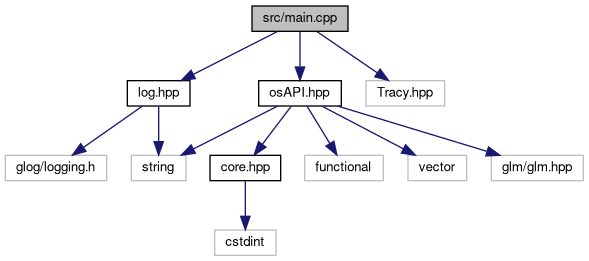 src/main.cpp
log.hpp
osAPI.hpp
Tracy.hpp
glog/logging.h
string
core.hpp
functional
vector
glm/glm.hpp
cstdint